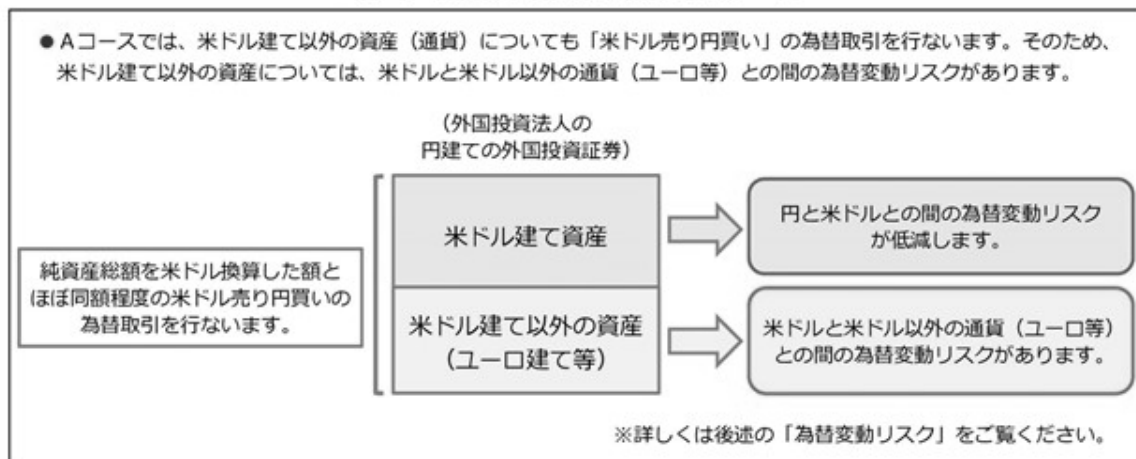 ● Aコースでは、米ドル建て以外の資産（通貨）についても「米ドル売り円買い」の為替取引を行ないます。そのため、
米ドル建て以外の資産については、米ドルと米ドル以外の通貨（ユーロ等）との間の為替変動リスクがあります。
（外国投資法人の
円建ての外国投資証券）
純資産総額を米ドル換算した額と
ほぼ同額程度の米ドル売り円買いの
為替取引を行ないます。
米ドル建て資産
円と米ドルとの間の為替変動リスク
が低減します。
米ドル建て以外の資産
（ユーロ建て等）
米ドルと米ドル以外の通貨（ユーロ等）
との間の為替変動リスクがあります。
※詳しくは後述の「為替変動リスク」をご覧ください。